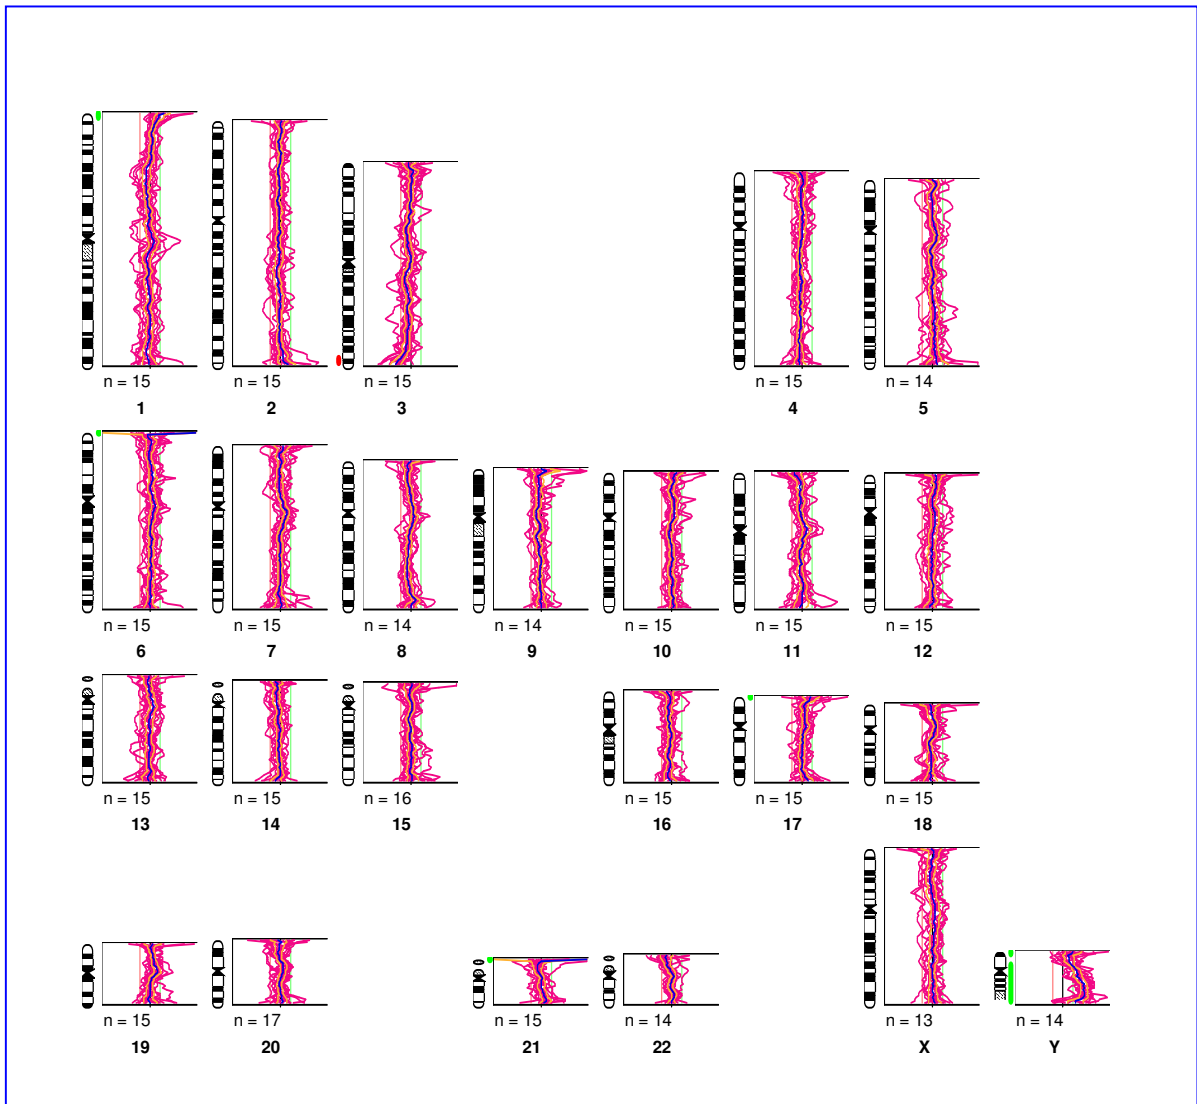 n = 15 n = 15 n = 15 n = 15 n = 14
1 2 3 4 5
n = 15 n = 15 n = 14 n = 14 n = 15 n = 15 n = 15
6 7 8 9 10 11 12
n = 15 n = 15 n = 16 n = 15 n = 15 n = 15
13 14 15 16 17 18
n = 15 n = 17 n = 15 n = 14 n = 13 n = 14
19 20 21 22 X Y